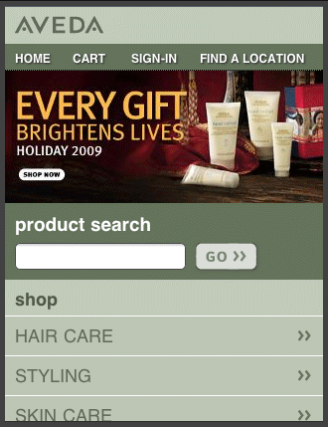 AVEDA
HOME CART SIGN-IN FIND A LOCATION
EVERY GIFT
BRIGHTENS LIVES
HOLIDAY 2009
SHOP NOW
product search
GO >>
shop
HAIR CARE >>
STYLING >>
SKIN CARE >>